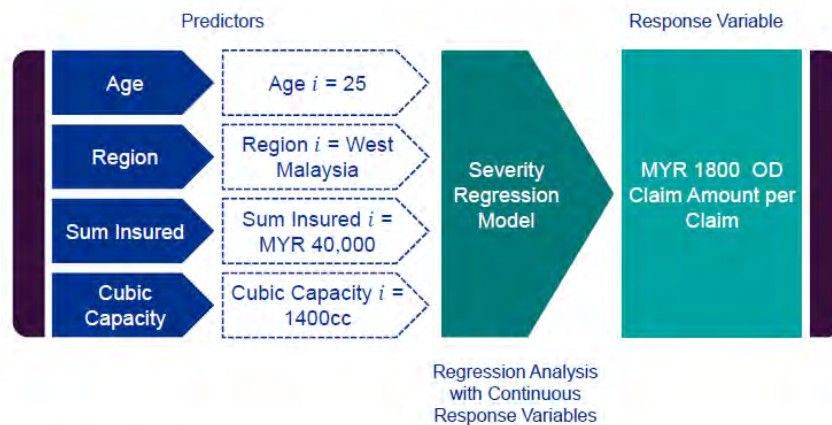 Predictors
Response Variable
Age
Age i = 25
Region
Region i = West
Malaysia
Sum Insured
Sum Insured i =
MYR 40,000
Cubic
Capacity
Cubic Capacity i =
1400cc
Severity
Regression
Model
MYR 1800 OD
Claim Amount per
Claim
Regression Analysis
with Continuous
Response Variables